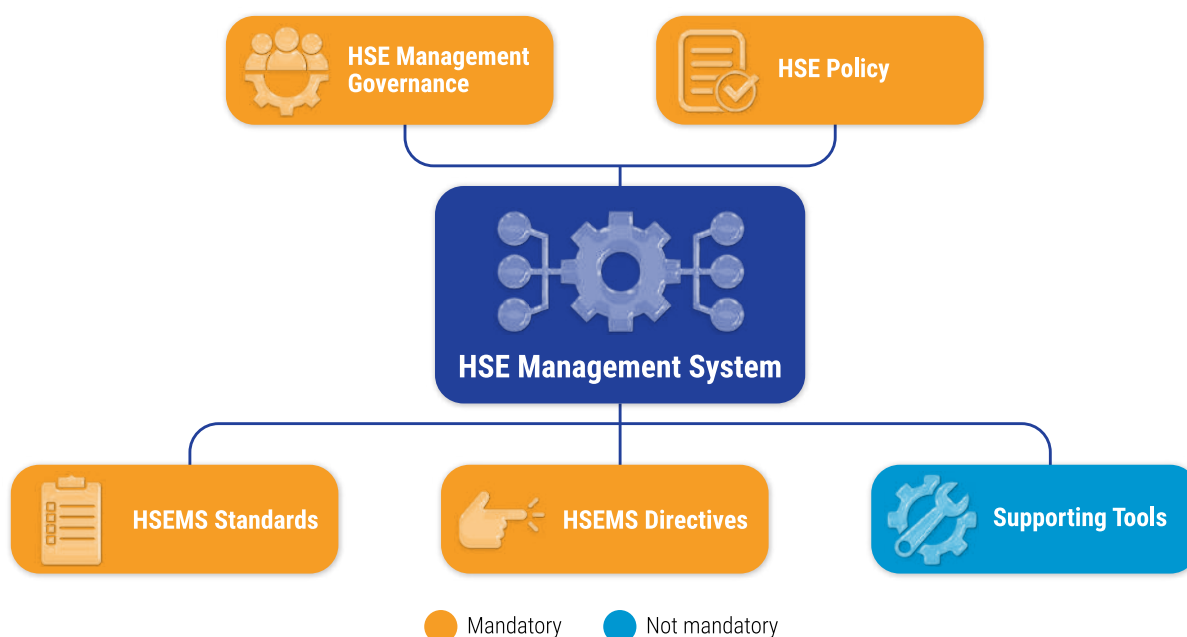 HSE Management
Governance
HSE Policy
HSE Management System
HSEMS Standards
HSEMS Directives
Supporting Tools
Mandatory
Not mandatory